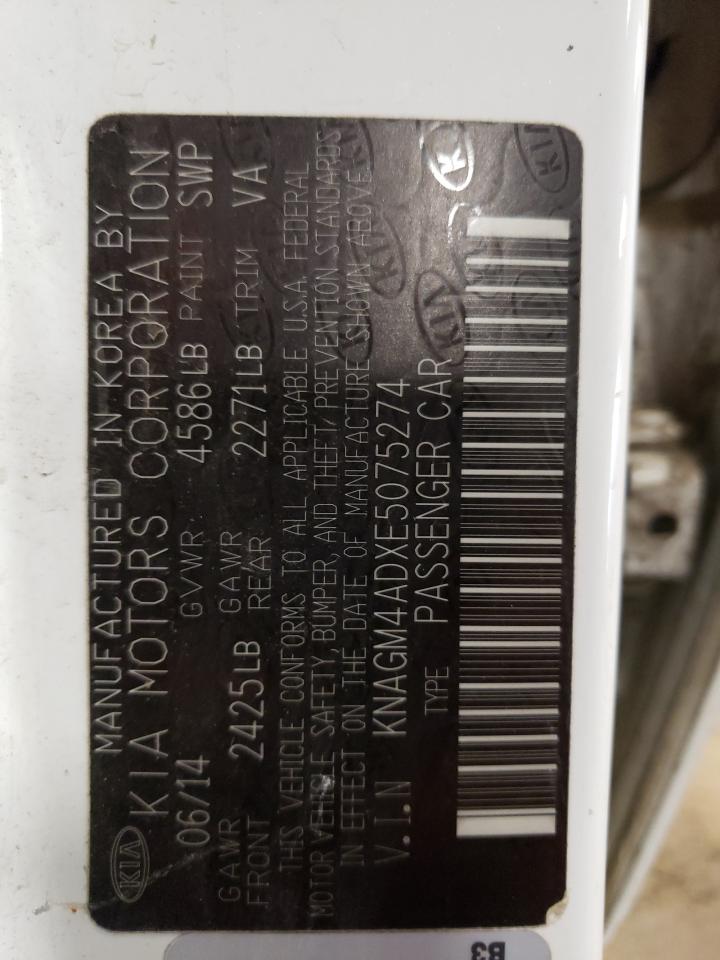 KIA
MANUFACTURED IN KOREA BY
KIA MOTORS CORPORATION
06/14 GVWR 4586LB PAINT SWP
GAWR FRONT 2425LB GAWR REAR 2271LB TRIM VA
THIS VEHICLE CONFORMS TO ALL APPLICABLE U.S.A. FEDERAL
MOTOR VEHICLE SAFETY, BUMPER, AND THEFT PREVENTION STANDARDS
IN EFFECT ON THE DATE OF MANUFACTURE SHOWN ABOVE
V.I.N KNAGM4ADXE5075274
TYPE PASSENGER CAR
B3